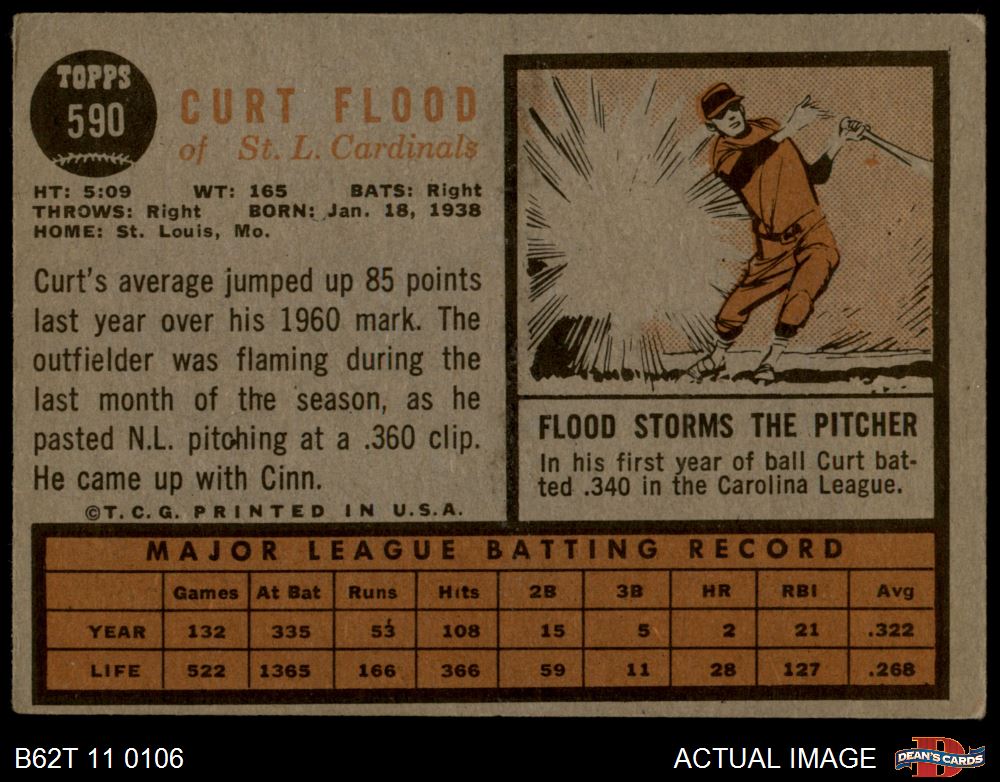 TOPPS
590
CURT FLOOD
of St. L. Cardinals
HT: 5:09 WT: 165 BATS: Right
THROWS: Right BORN: Jan. 18, 1938
HOME: St. Louis, Mo.
Curt's average jumped up 85 points
last year over his 1960 mark. The
outfielder was flaming during the
last month of the season, as he
pasted N.L. pitching at a .360 clip.
He came up with Cinn.
©T.C.G. PRINTED IN U.S.A.
FLOOD STORMS THE PITCHER
In his first year of ball Curt bat-
ted .340 in the Carolina League.
MAJOR LEAGUE BATTING RECORD
Games At Bat Runs Hits 2B 3B HR RBI Avg
YEAR 132 335 53 108 15 5 2 21 .322
LIFE 522 1365 166 366 59 11 28 127 .268
B62T 11 0106
ACTUAL IMAGE
D
DEAN'S CARDS